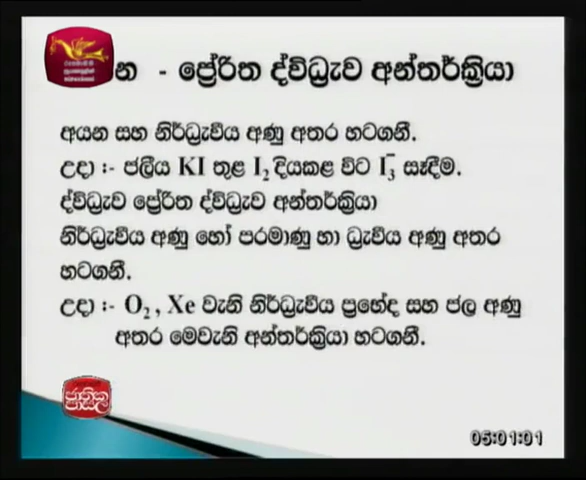 න - ප්‍රේරිත ද්විධ්‍රැව අන්තර්ක්‍රියා
අයන සහ නිර්ධ්‍රැවීය අණු අතර හටගනී.
උදා :- ජලීය KI තුළ I₂ දියකළ විට I₃⁻ සෑදීම.
ද්විධ්‍රැව ප්‍රේරිත ද්විධ්‍රැව අන්තර්ක්‍රියා
නිර්ධ්‍රැවීය අණු හෝ පරමාණු හා ධ්‍රැවීය අණු අතර
හටගනී.
උදා :- O₂ , Xe වැනි නිර්ධ්‍රැවීය ප්‍රභේද සහ ජල අණු
අතර මෙවැනි අන්තර්ක්‍රියා හටගනී.
ජාතික
පාසල
05:01:01